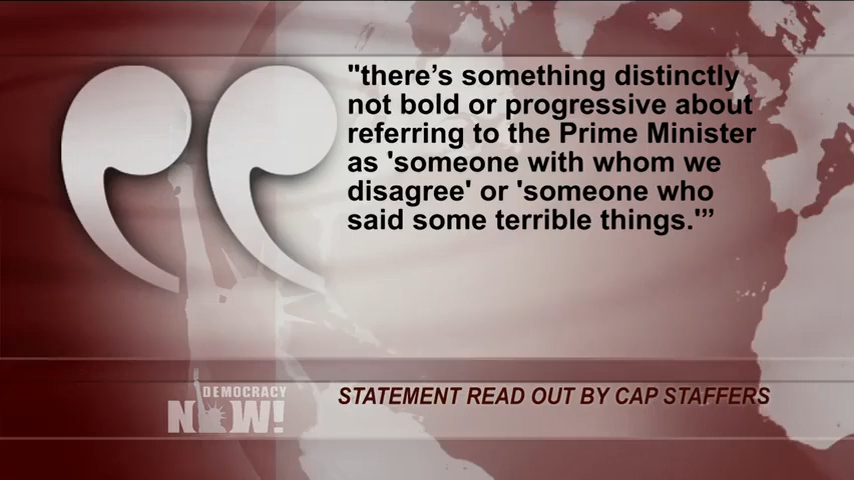 "there’s something distinctly
not bold or progressive about
referring to the Prime Minister
as 'someone with whom we
disagree' or 'someone who
said some terrible things.'”
STATEMENT READ OUT BY CAP STAFFERS
DEMOCRACY
NOW!